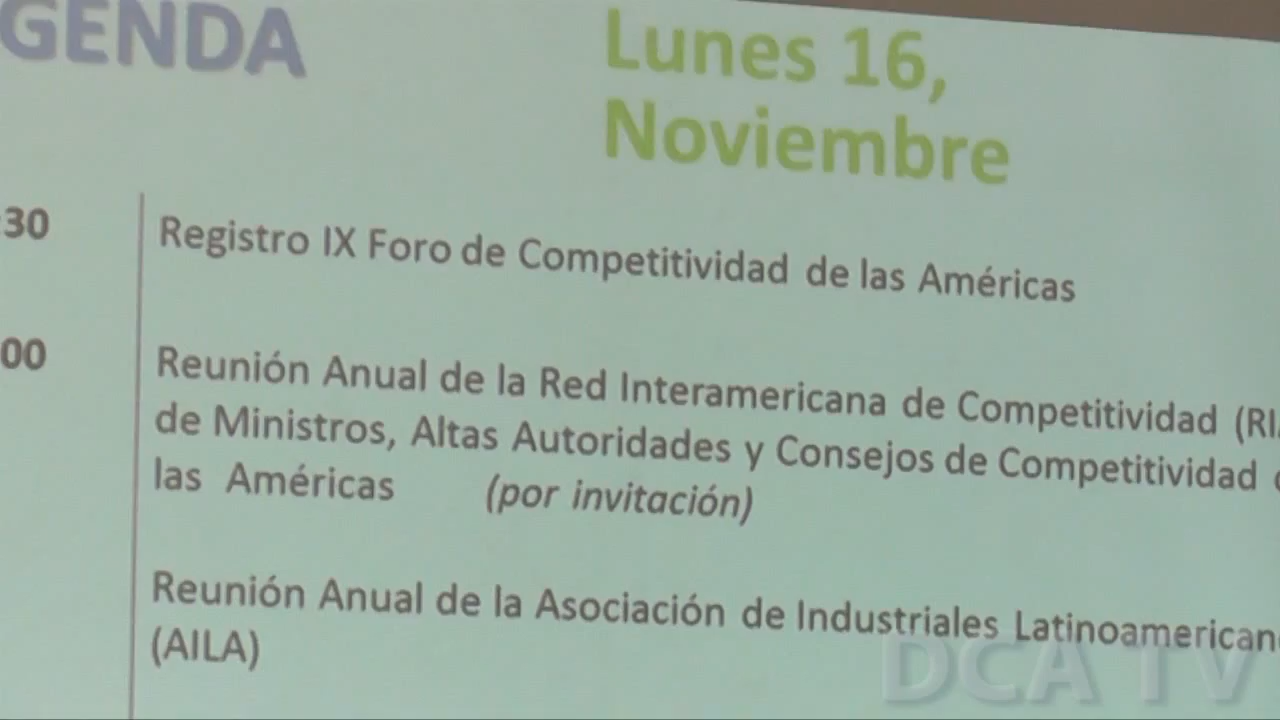 GENDA
Lunes 16,
Noviembre
:30
Registro IX Foro de Competitividad de las Américas
00
Reunión Anual de la Red Interamericana de Competitividad (RI
de Ministros, Altas Autoridades y Consejos de Competitividad
las Américas (por invitación)
Reunión Anual de la Asociación de Industriales Latinoamerican
(AILA)
DCA TV